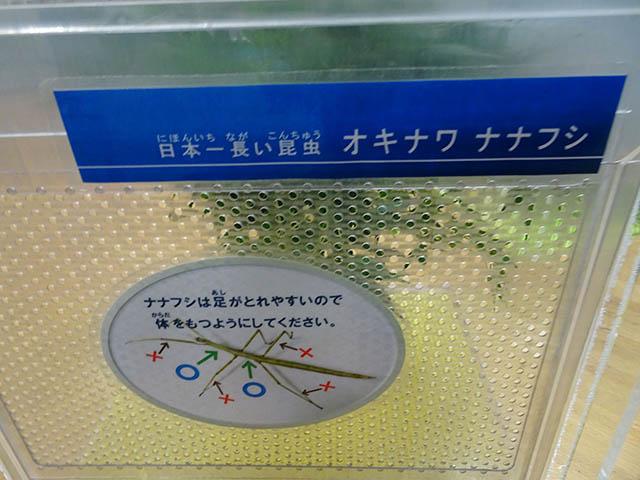 にほんいち なが こんちゅう
日本一長い昆虫 オキナワ ナナフシ
あし
ナナフシは足がとれやすいので
からだ
体をもつようにしてください。